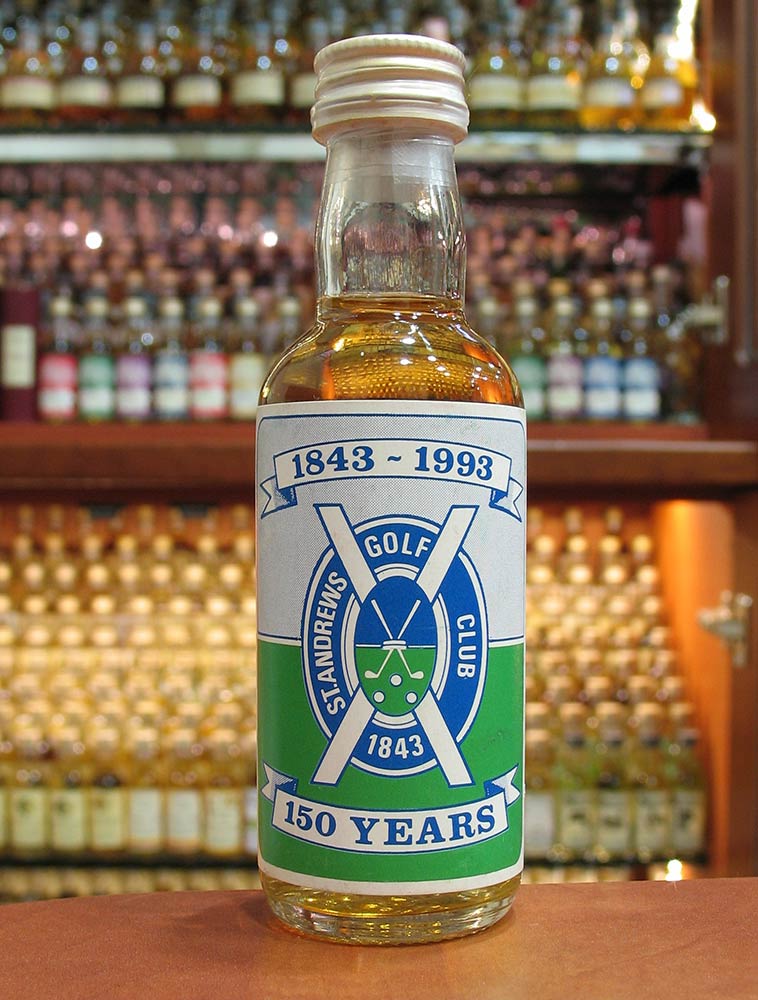 1843 ~ 1993
ST.ANDREWS GOLF CLUB
1843
150 YEARS